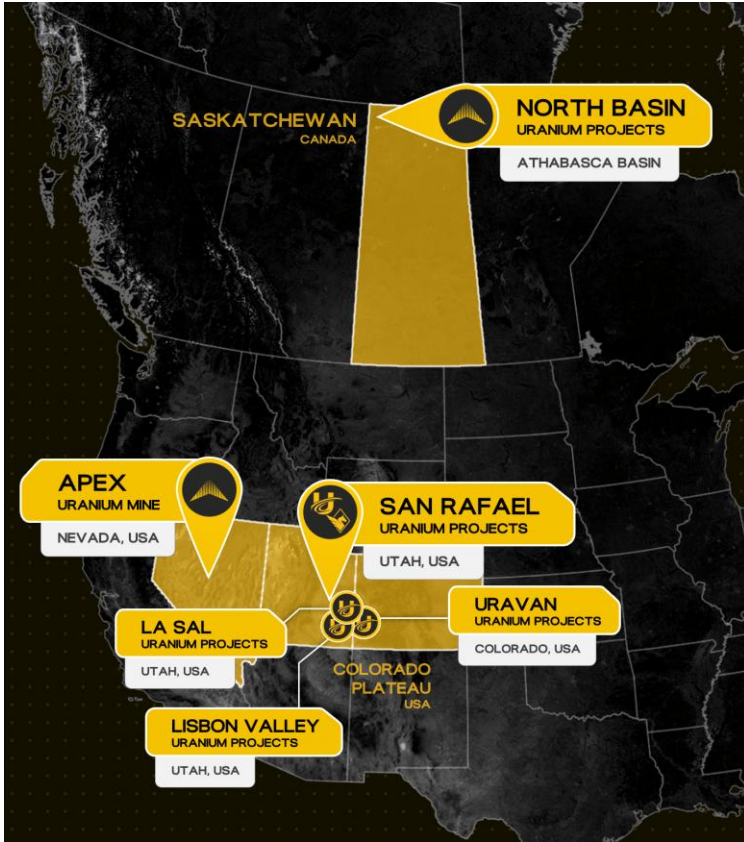 SASKATCHEWAN
CANADA
NORTH BASIN
URANIUM PROJECTS
ATHABASCA BASIN
APEX
URANIUM MINE
NEVADA, USA
SAN RAFAEL
URANIUM PROJECTS
UTAH, USA
LA SAL
URANIUM PROJECTS
UTAH, USA
URAVAN
URANIUM PROJECTS
COLORADO, USA
COLORADO
PLATEAU
USA
LISBON VALLEY
URANIUM PROJECTS
UTAH, USA